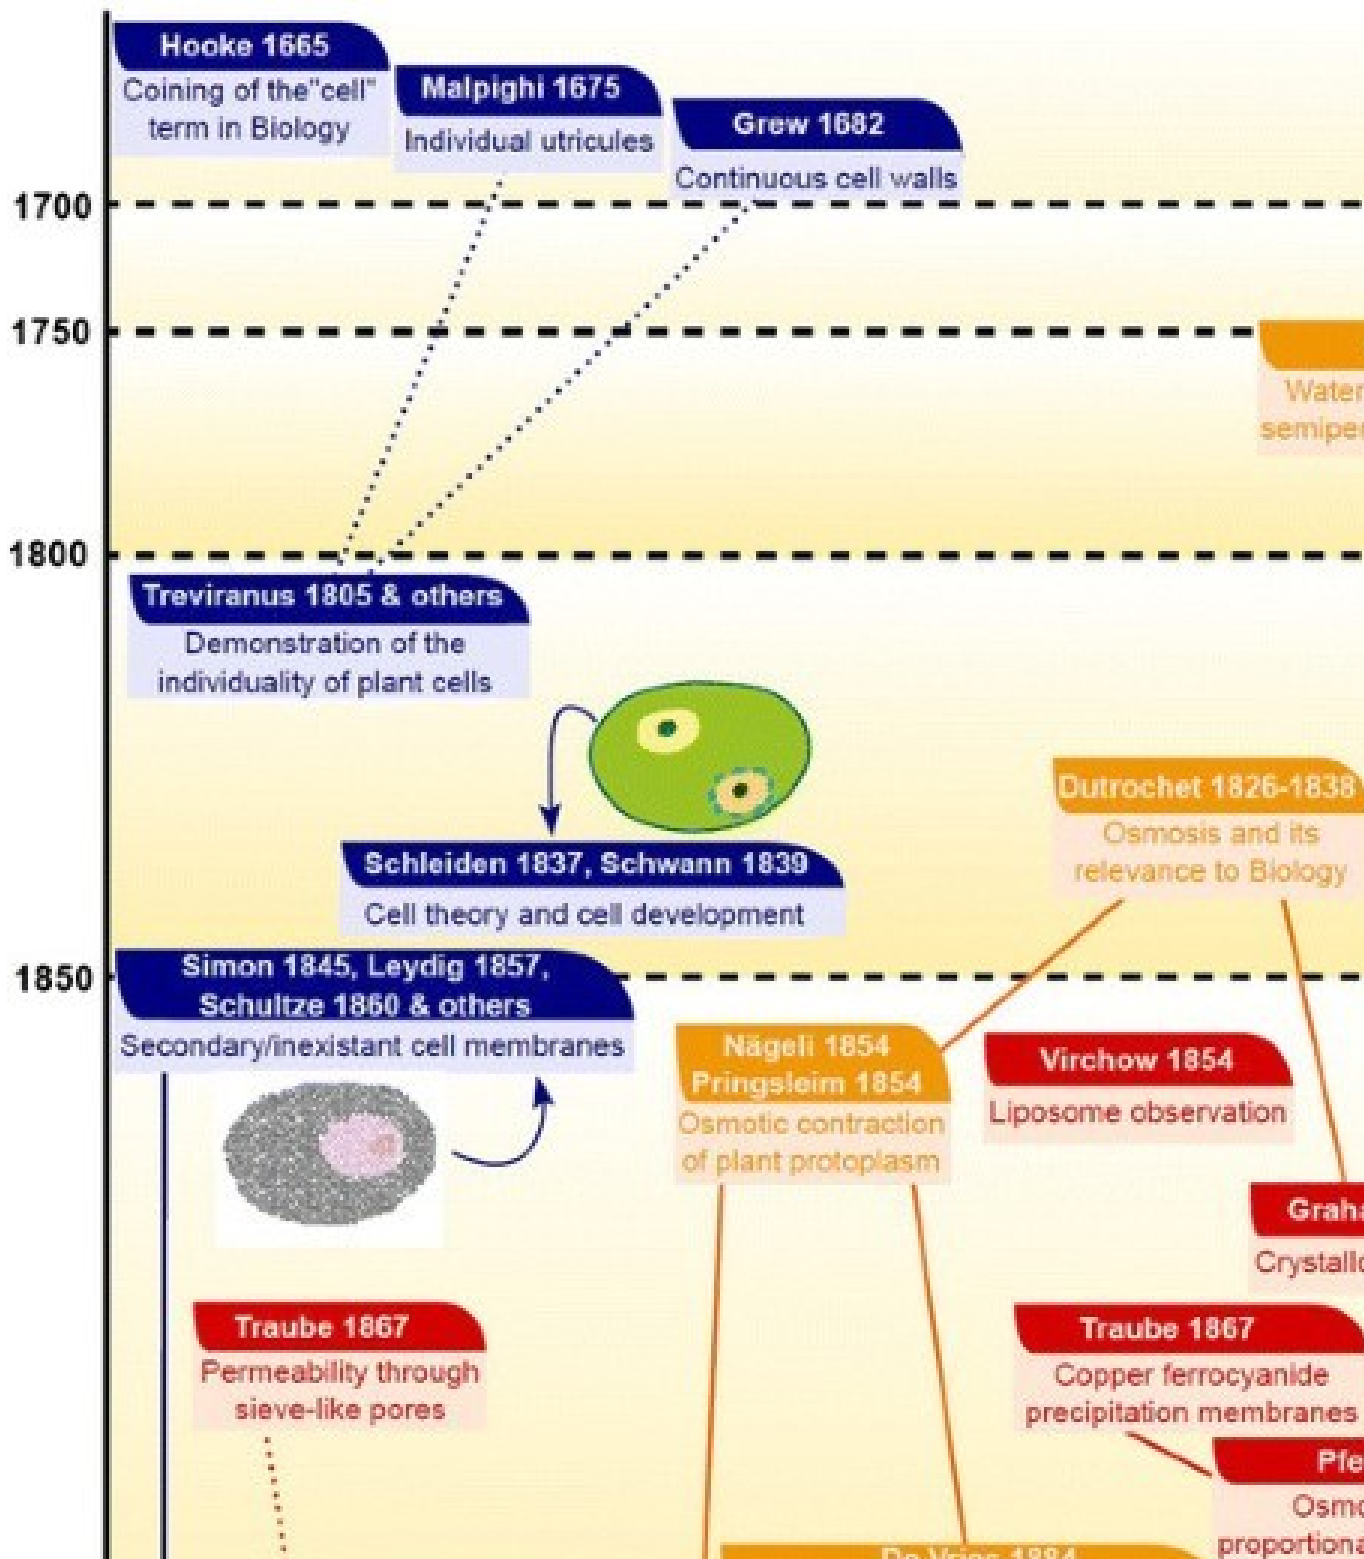 Hooke 1665
Coining of the"cell"
term in Biology
Malpighi 1675
Individual utricules
Grew 1682
Continuous cell walls
1700
1750
Water
semiper
1800
Treviranus 1805 & others
Demonstration of the
individuality of plant cells
Dutrochet 1826-1838
Osmosis and its
relevance to Biology
Schleiden 1837, Schwann 1839
Cell theory and cell development
1850
Simon 1845, Leydig 1857,
Schultze 1860 & others
Secondary/inexistant cell membranes
Nägeli 1854
Pringsleim 1854
Osmotic contraction
of plant protoplasm
Virchow 1854
Liposome observation
Graha
Crystallo
Traube 1867
Permeability through
sieve-like pores
Traube 1867
Copper ferrocyanide
precipitation membranes
Pfe
Osmo
proportiona
De Vries 1884